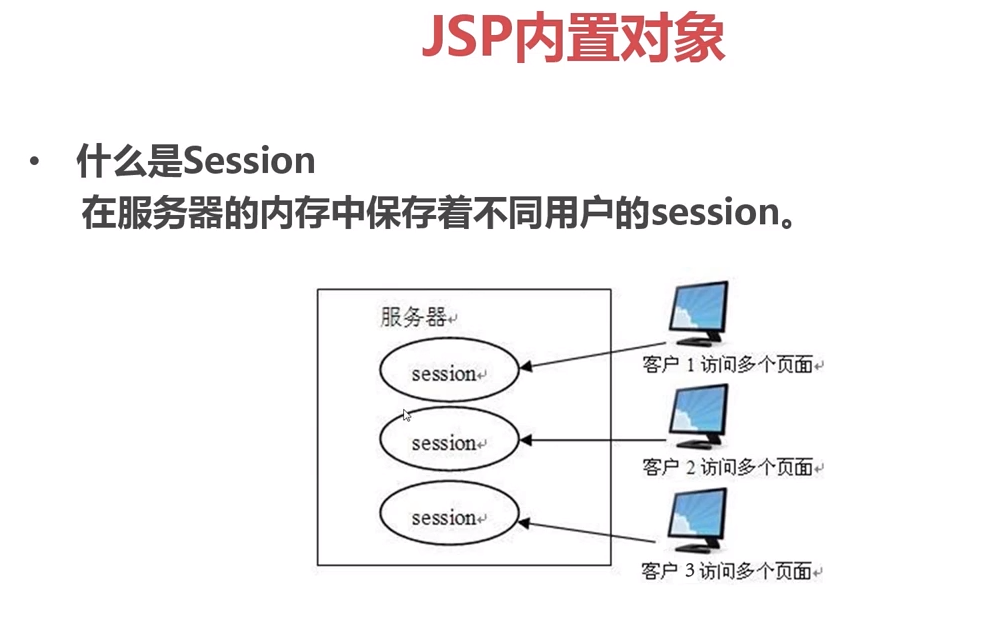 JSP内置对象
• 什么是Session
在服务器的内存中保存着不同用户的session。
服务器↵
session↵
客户 1 访问多个页面↵
session↵
客户 2 访问多个页面↵
session↵
客户 3 访问多个页面↵